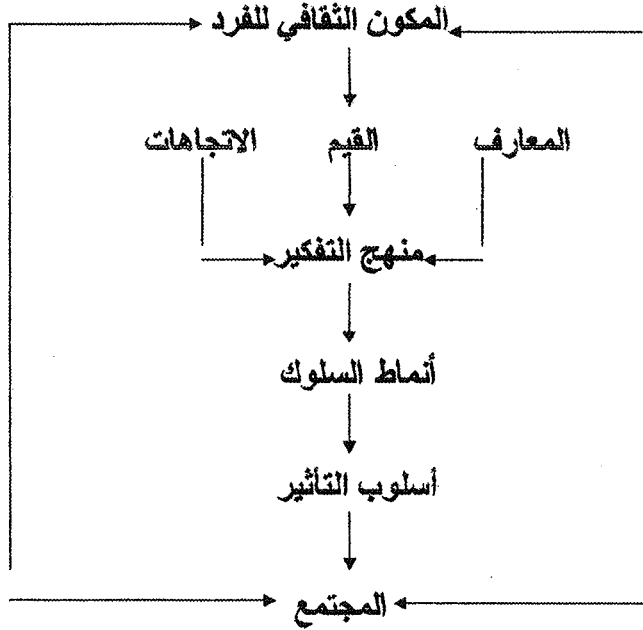 المكون الثقافي للفرد
المعارف القيم الاتجاهات
منهج التفكير
أنماط السلوك
أسلوب التأثير
المجتمع